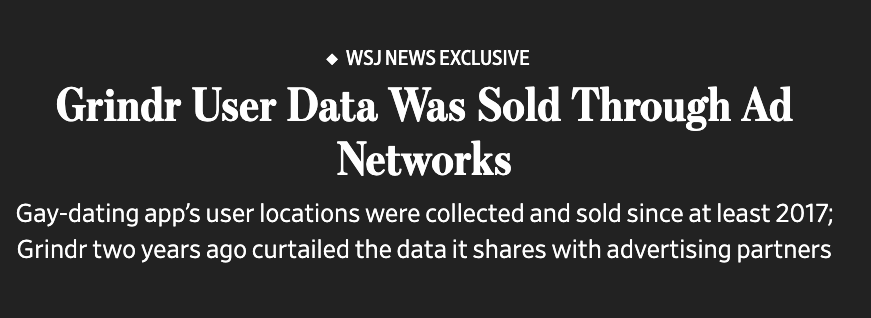 ◆ WSJ NEWS EXCLUSIVE
Grindr User Data Was Sold Through Ad
Networks
Gay-dating app’s user locations were collected and sold since at least 2017;
Grindr two years ago curtailed the data it shares with advertising partners